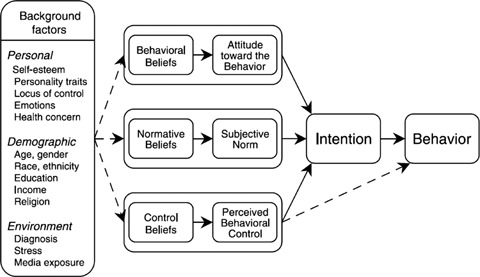 Background
factors
Personal
Self-esteem
Personality traits
Locus of control
Emotions
Health concern
Demographic
Age, gender
Race, ethnicity
Education
Income
Religion
Environment
Diagnosis
Stress
Media exposure
Behavioral
Beliefs
Attitude
toward the
Behavior
Normative
Beliefs
Subjective
Norm
Control
Beliefs
Perceived
Behavioral
Control
Intention
Behavior